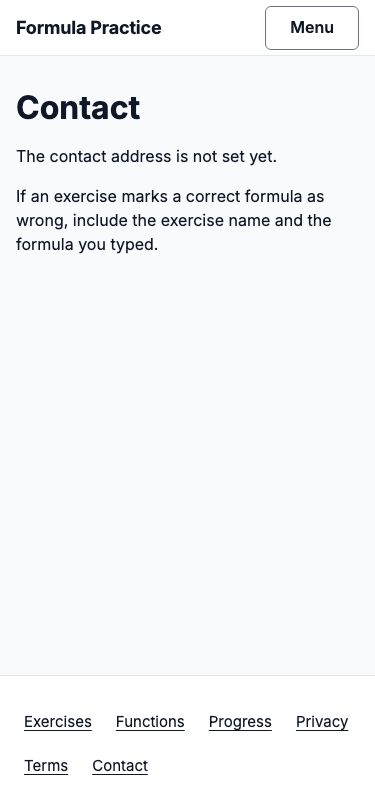 Formula Practice
Menu
Contact
The contact address is not set yet.
If an exercise marks a correct formula as
wrong, include the exercise name and the
formula you typed.
Exercises Functions Progress Privacy
Terms Contact